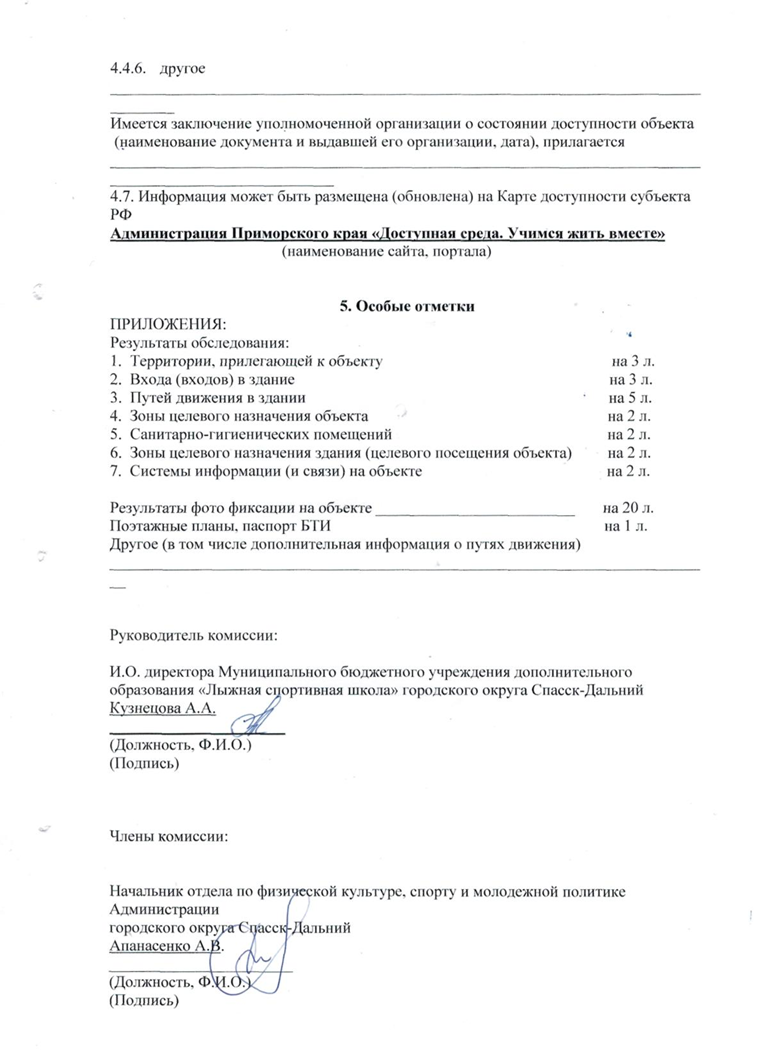 4.4.6. другое
Имеется заключение уполномоченной организации о состоянии доступности объекта
(наименование документа и выдавшей его организации, дата), прилагается
4.7. Информация может быть размещена (обновлена) на Карте доступности субъекта
РФ
Администрация Приморского края «Доступная среда. Учимся жить вместе»
(наименование сайта, портала)
5. Особые отметки
ПРИЛОЖЕНИЯ:
Результаты обследования:
1. Территории, прилегающей к объекту на 3 л.
2. Входа (входов) в здание на 3 л.
3. Путей движения в здании на 5 л.
4. Зоны целевого назначения объекта на 2 л.
5. Санитарно-гигиенических помещений на 2 л.
6. Зоны целевого назначения здания (целевого посещения объекта) на 2 л.
7. Системы информации (и связи) на объекте на 2 л.
Результаты фото фиксации на объекте на 20 л.
Поэтажные планы, паспорт БТИ на 1 л.
Другое (в том числе дополнительная информация о путях движения)
Руководитель комиссии:
И.О. директора Муниципального бюджетного учреждения дополнительного
образования «Лыжная спортивная школа» городского округа Спасск-Дальний
Кузнецова А.А.
(Должность, Ф.И.О.)
(Подпись)
Члены комиссии:
Начальник отдела по физической культуре, спорту и молодежной политике
Администрации
городского округа Спасск-Дальний
Апанасенко А.В.
(Должность, Ф.И.О.)
(Подпись)